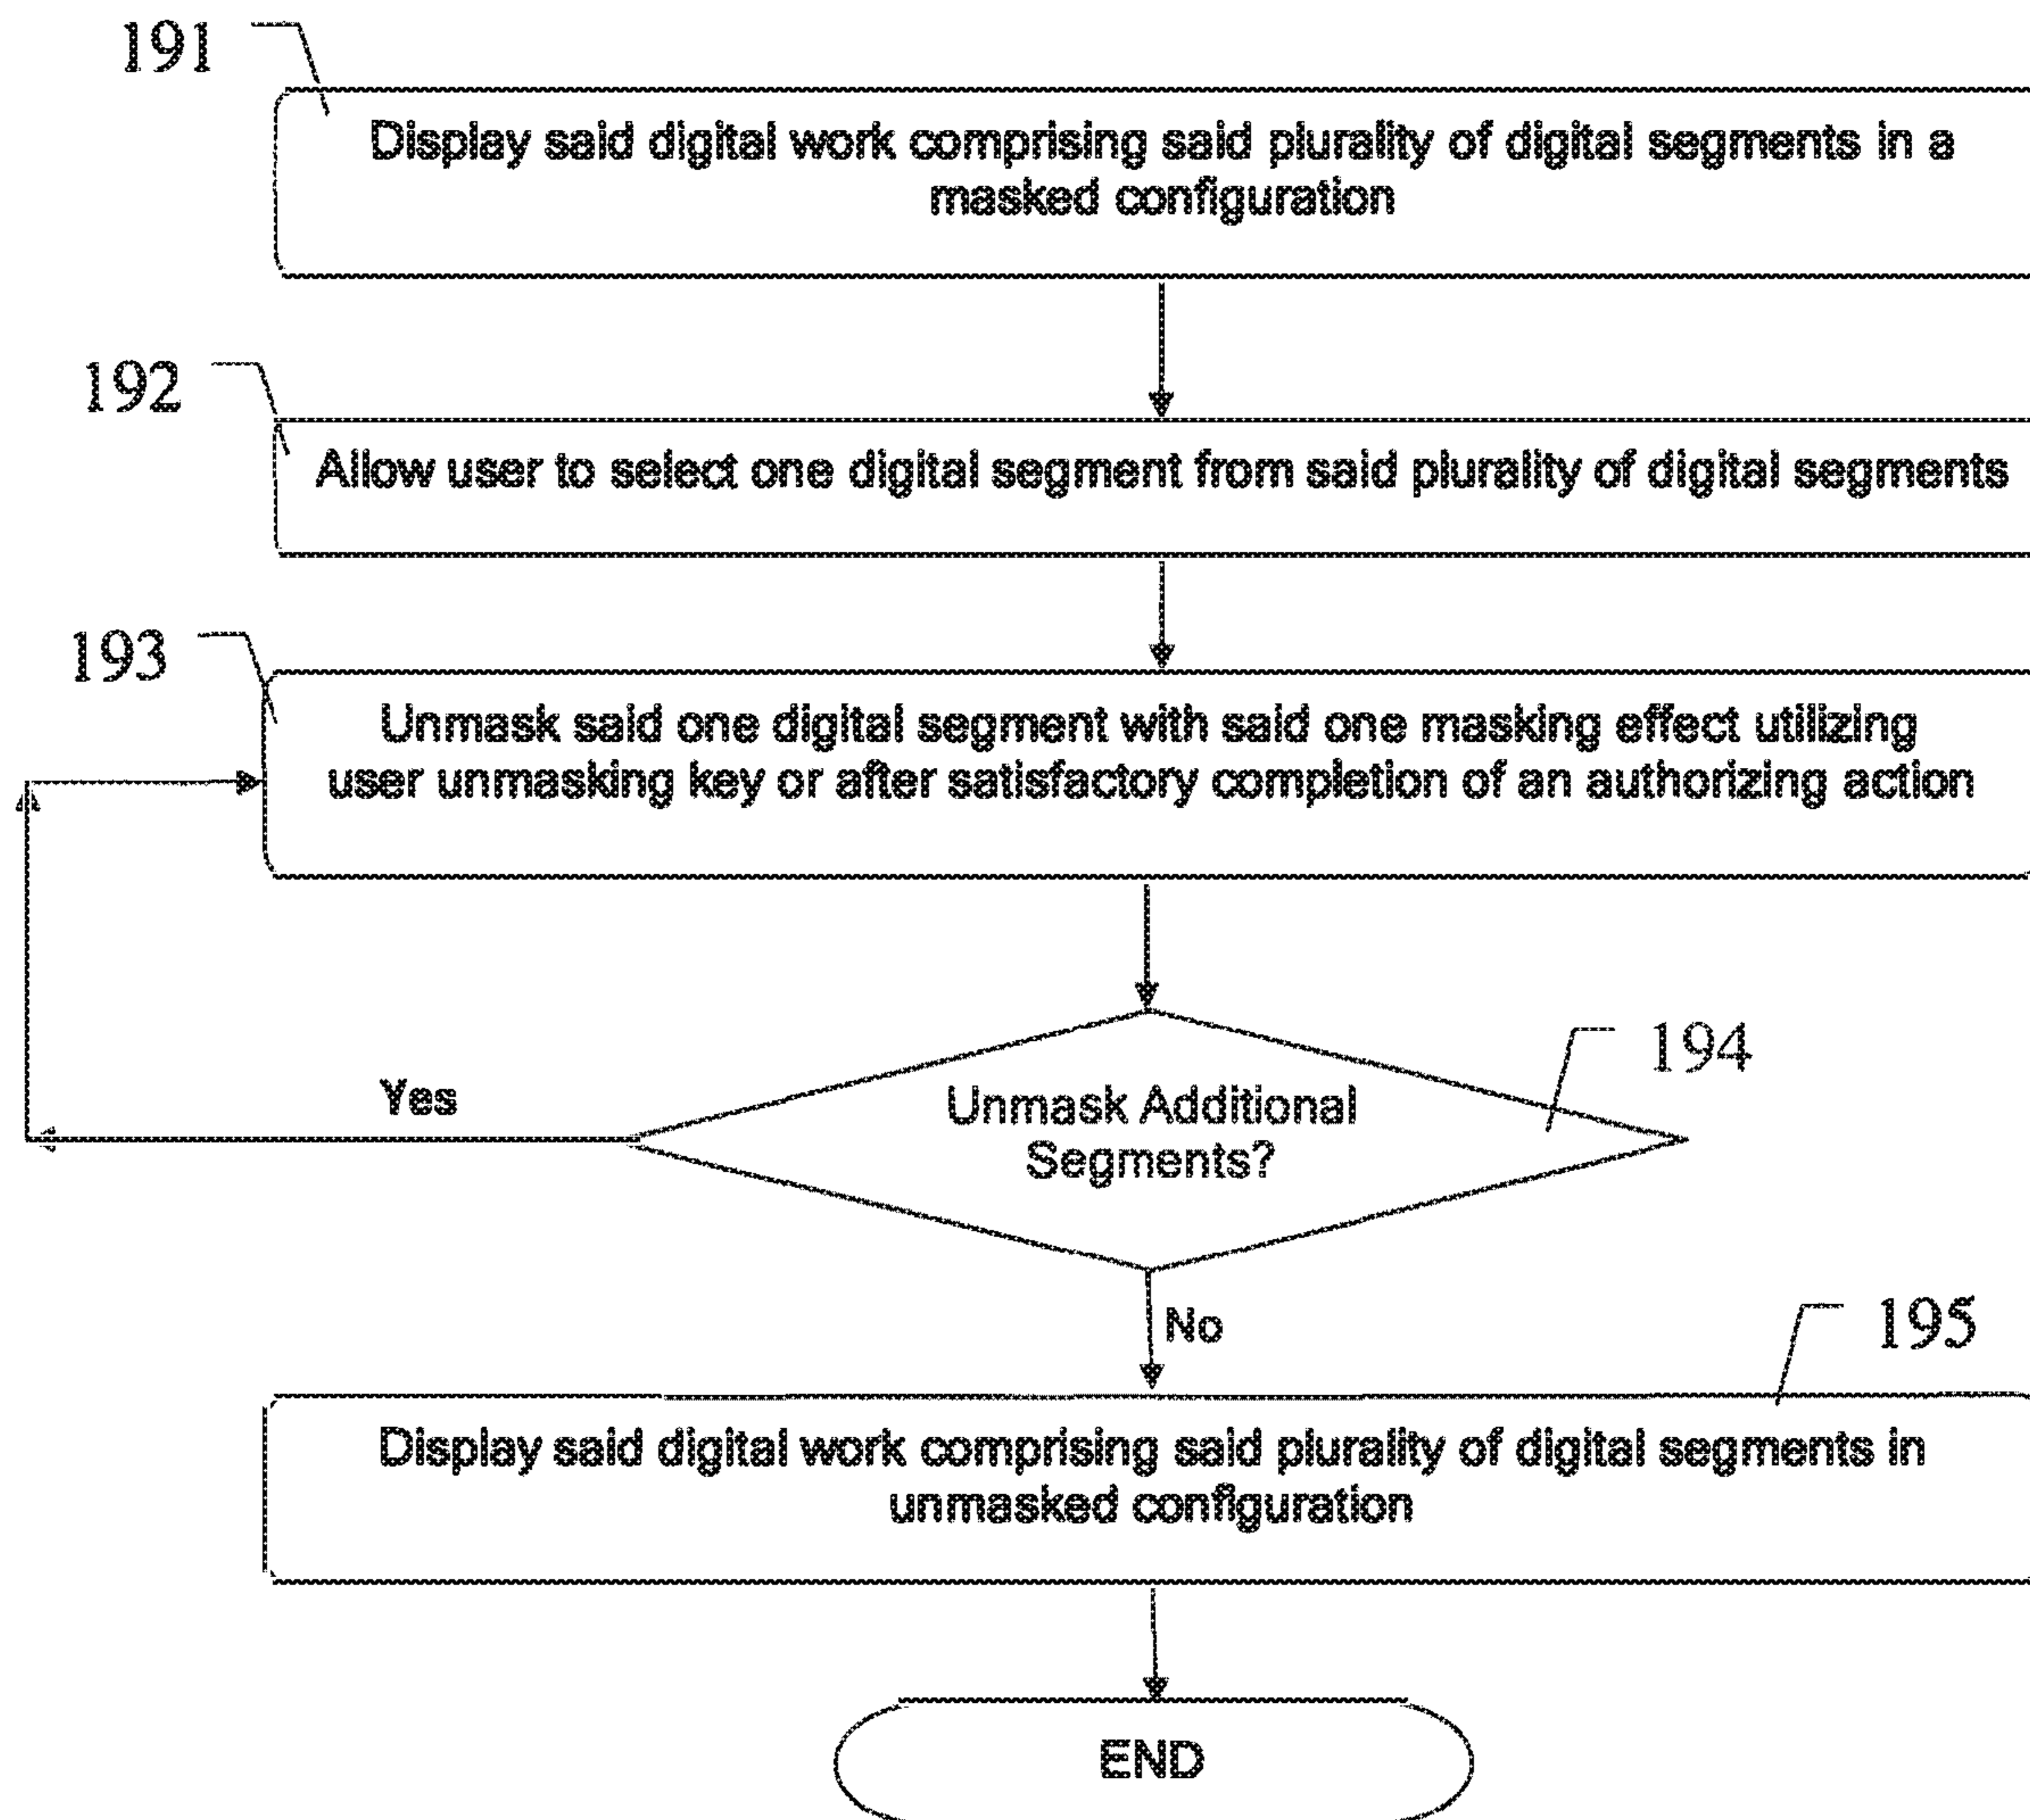 191
Display said digital work comprising said plurality of digital segments in a
masked configuration
192
Allow user to select one digital segment from said plurality of digital segments
193
Unmask said one digital segment with said one masking effect utilizing
user unmasking key or after satisfactory completion of an authorizing action
194
Unmask Additional
Segments?
Yes
No
195
Display said digital work comprising said plurality of digital segments in
unmasked configuration
END